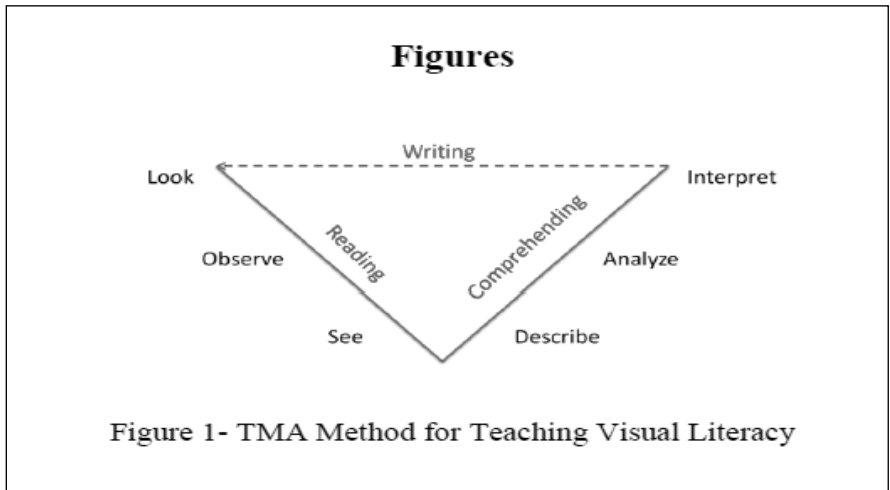 Figures
Writing
Look
Interpret
Reading
Comprehending
Observe
Analyze
See
Describe
Figure 1- TMA Method for Teaching Visual Literacy